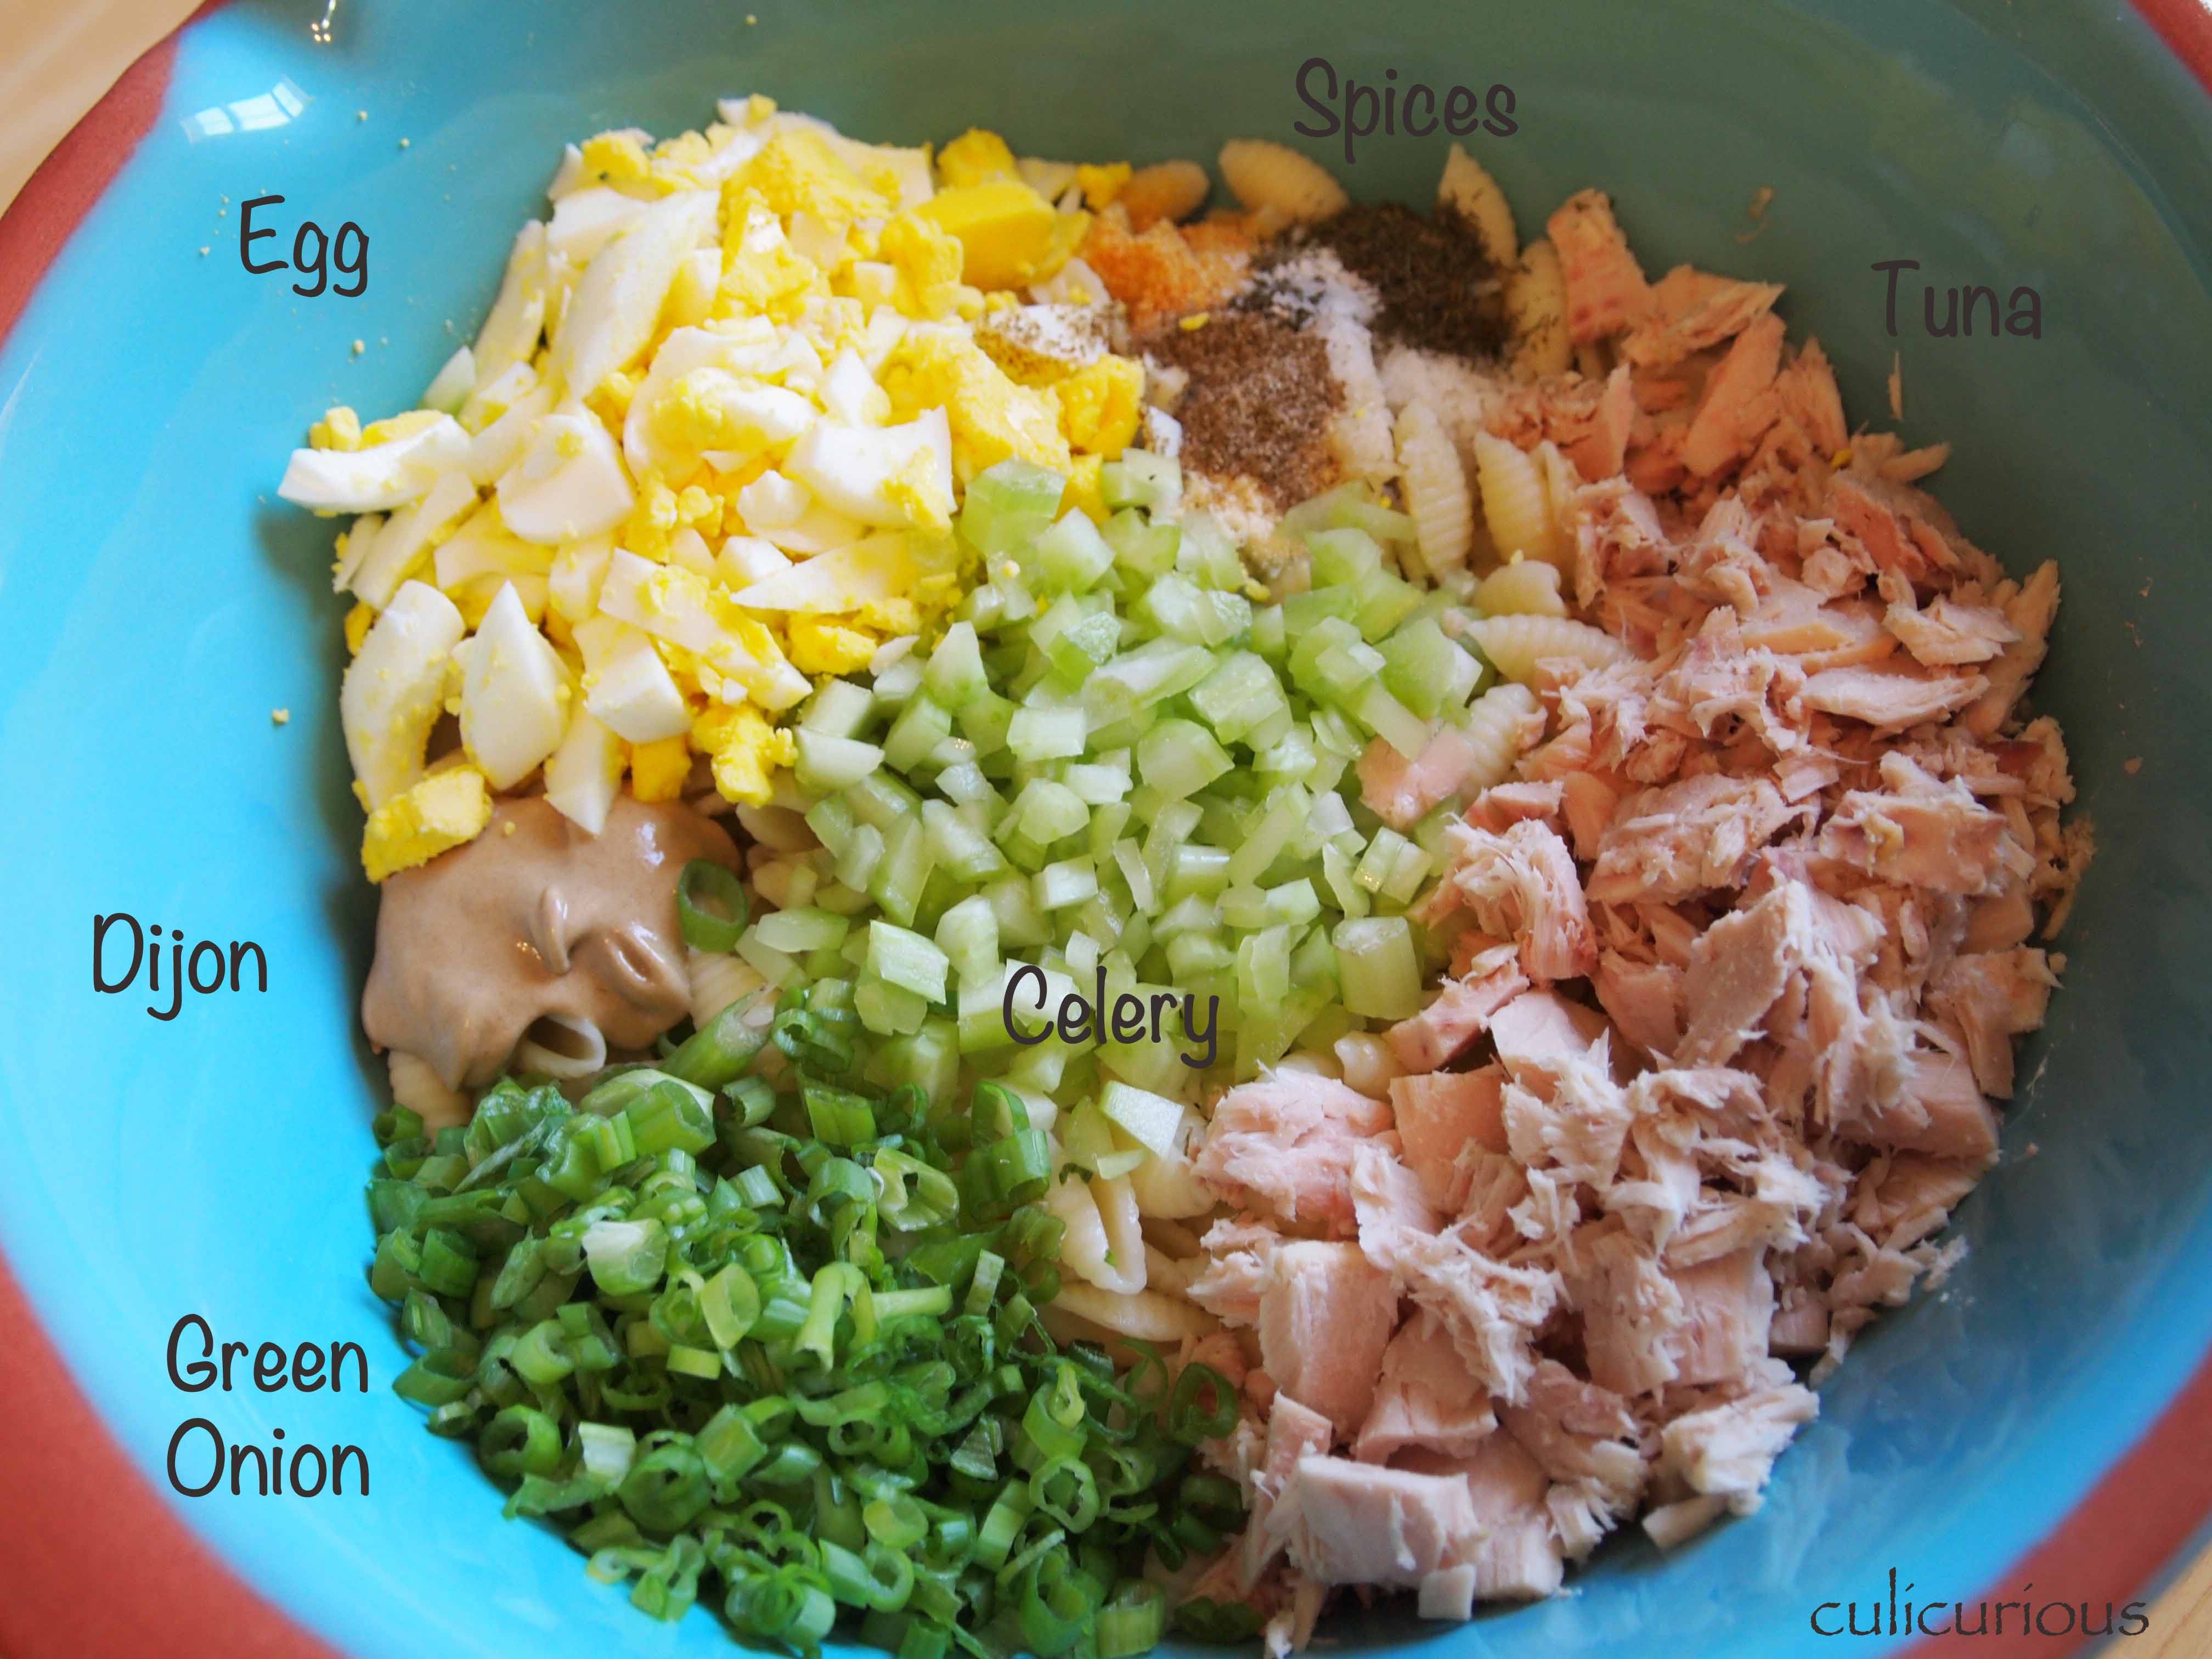 Spices
Egg
Tuna
Dijon
Celery
Green
Onion
culicurious